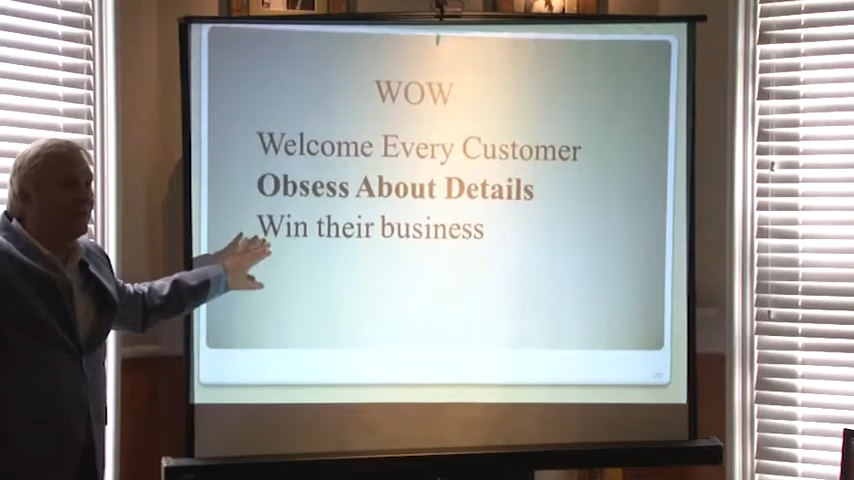 WOW
Welcome Every Customer
Obsess About Details
Win their business